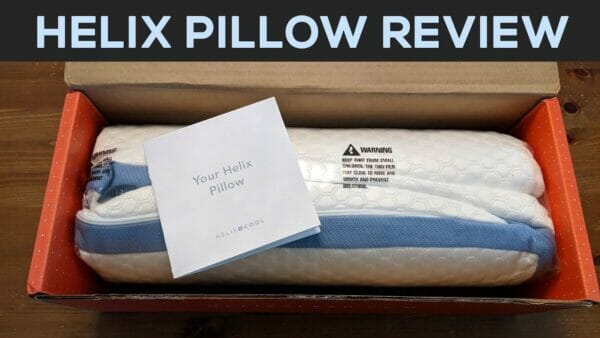 HELIX PILLOW REVIEW
Your Helix
Pillow
HELIX COOL
WARNING
KEEP AWAY FROM SMALL
CHILDREN. THE THIN FILM
MAY CLING TO NOSE AND
MOUTH AND PREVENT
BREATHING.